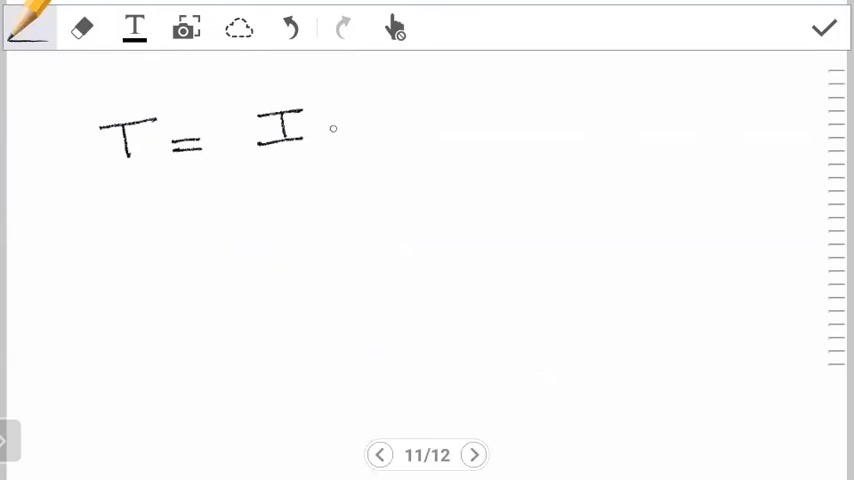 T
T = I
11/12